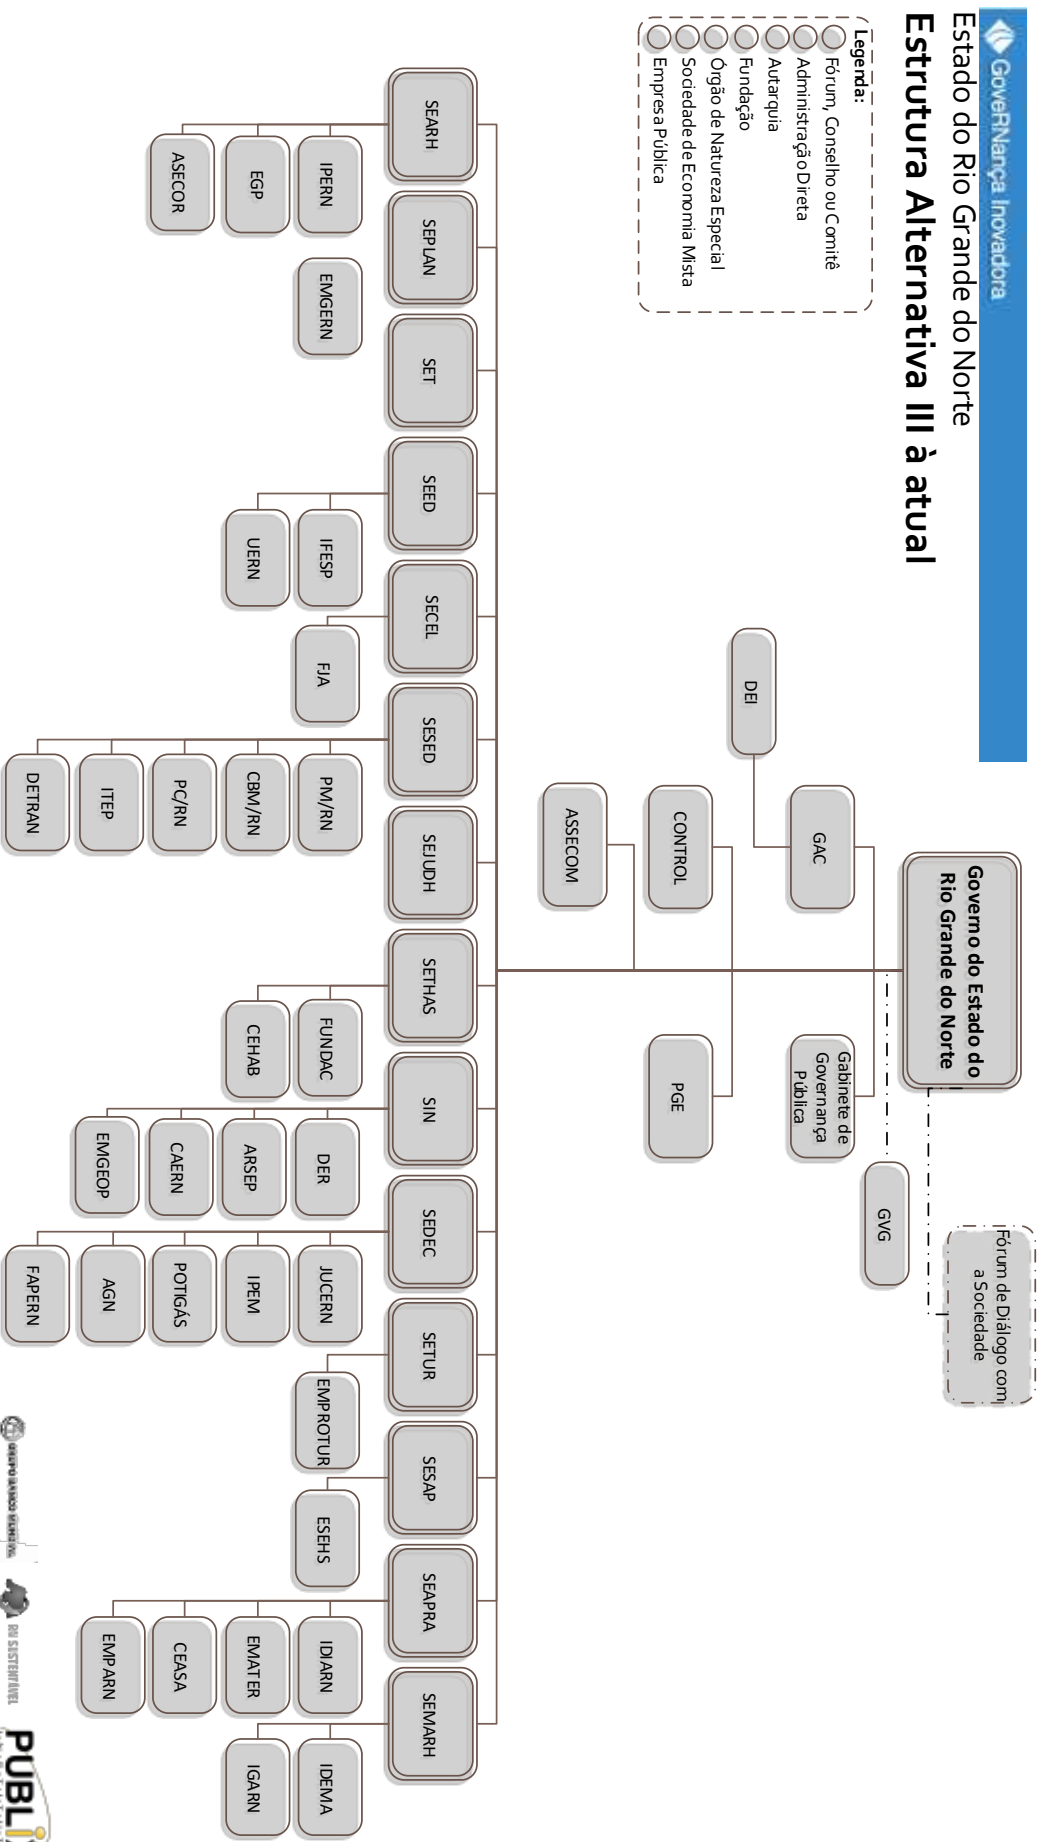 GoveRNança Inovadora
Estado do Rio Grande do Norte
Estrutura Alternativa III à atual
Legenda:
Fórum, Conselho ou Comitê
Administração Direta
Autarquia
Fundação
Órgão de Natureza Especial
Sociedade de Economia Mista
Empresa Pública
Governo do Estado do
Rio Grande do Norte
Fórum de Diálogo com
a Sociedade
GVG
GAC
Gabinete de
Governança
Pública
DEI
CONTROL
PGE
ASSECOM
SEARH
SEPLAN
SET
SEED
SECEL
SESED
SEJUDH
SETHAS
SIN
SEDEC
SETUR
SESAP
SEAPRA
SEMARH
IPERN
EGP
ASECOR
EMGERN
IFESP
UERN
FJA
PM/RN
CBM/RN
PC/RN
ITEP
DETRAN
FUNDAC
CEHAB
DER
ARSEP
CAERN
EMGEOP
JUCERN
IPEM
POTIGÁS
AGN
FAPERN
EMPROTUR
ESEHS
IDIARN
EMATER
CEASA
EMPARN
IDEMA
IGARN
GRUPO BANCO MUNDIAL
RN SUSTENTÁVEL
PUBLI